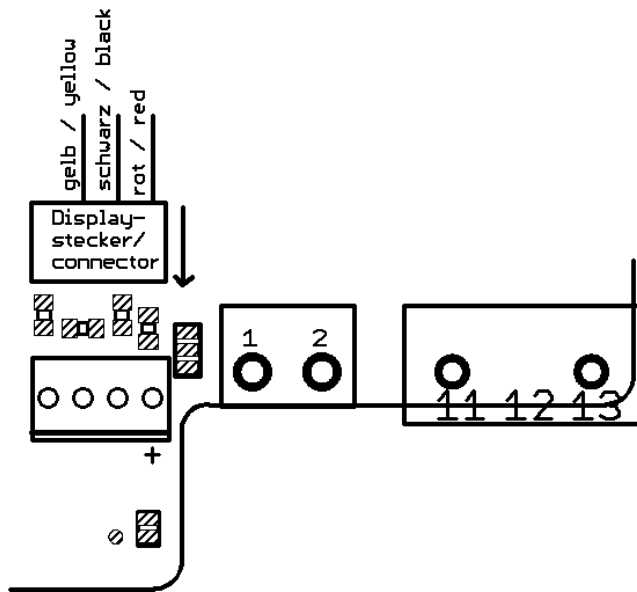 gelb / yellow
schwarz / black
rot / red
Display-
stecker/
connector
1 2
11 12 13
+